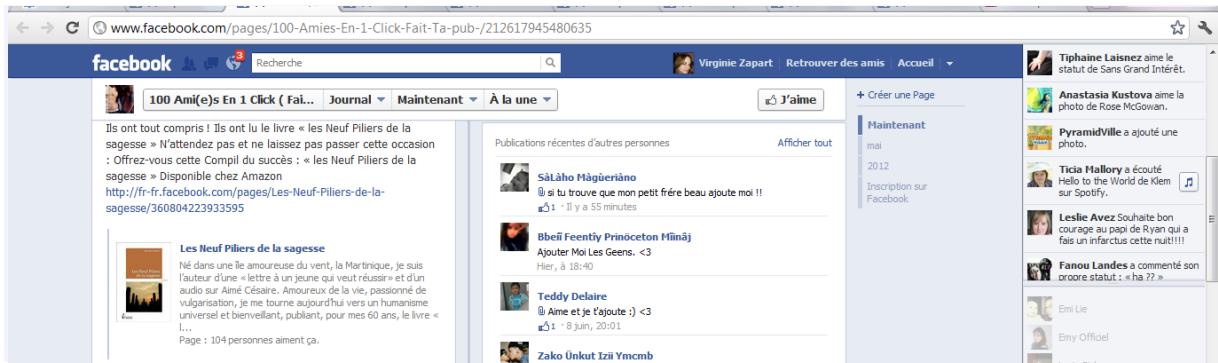 www.facebook.com/pages/100-Amies-En-1-Click-Fait-Ta-pub-/212617945480635
facebook
3
Recherche
Virginie Zapart
Retrouver des amis
Accueil
100 Ami(e)s En 1 Click ( Fai...
Journal
Maintenant
À la une
J'aime
Ils ont tout compris ! Ils ont lu le livre « les Neuf Piliers de la
sagesse » N'attendez pas et ne laissez pas passer cette occasion
: Offrez-vous cette Compil du succès : « les Neuf Piliers de la
sagesse » Disponible chez Amazon
http://fr-fr.facebook.com/pages/Les-Neuf-Piliers-de-la-
sagesse/360804223933595
Les Neuf Piliers de la sagesse
Né dans une île amoureuse du vent, la Martinique, je suis
l'auteur d'une « lettre à un jeune qui veut réussir» et d'un
audio sur Aimé Césaire. Amoureux de la vie, passionné de
vulgarisation, je me tourne aujourd'hui vers un humanisme
universel et bienveillant, publiant, pour mes 60 ans, le livre «
l...
Page : 104 personnes aiment ça.
Publications récentes d'autres personnes
Afficher tout
SàLàho Màgùeriàno
si tu trouve que mon petit frére beau ajoute moi !!
1 · Il y a 55 minutes
Bbeiï Feentïy Prinöceton Mïinâj
Ajouter Moi Les Geens. <3
Hier, à 18:40
Teddy Delaire
Aime et je t'ajoute :) <3
1 · 8 juin, 20:01
Zako Ünkut Izii Ymcmb
+ Créer une Page
Maintenant
mai
2012
Inscription sur
Facebook
Tiphaine Laisnez aime le
statut de Sans Grand Intérêt.
Anastasia Kustova aime la
photo de Rose McGowan.
PyramidVille a ajouté une
photo.
Ticia Mallory a écouté
Hello to the World de Klem
sur Spotify.
Leslie Avez Souhaite bon
courage au papi de Ryan qui a
fais un infarctus cette nuit!!!!
Fanou Landes a commenté son
propre statut : « ha ?? »
Emi Lie
Emy Officiel